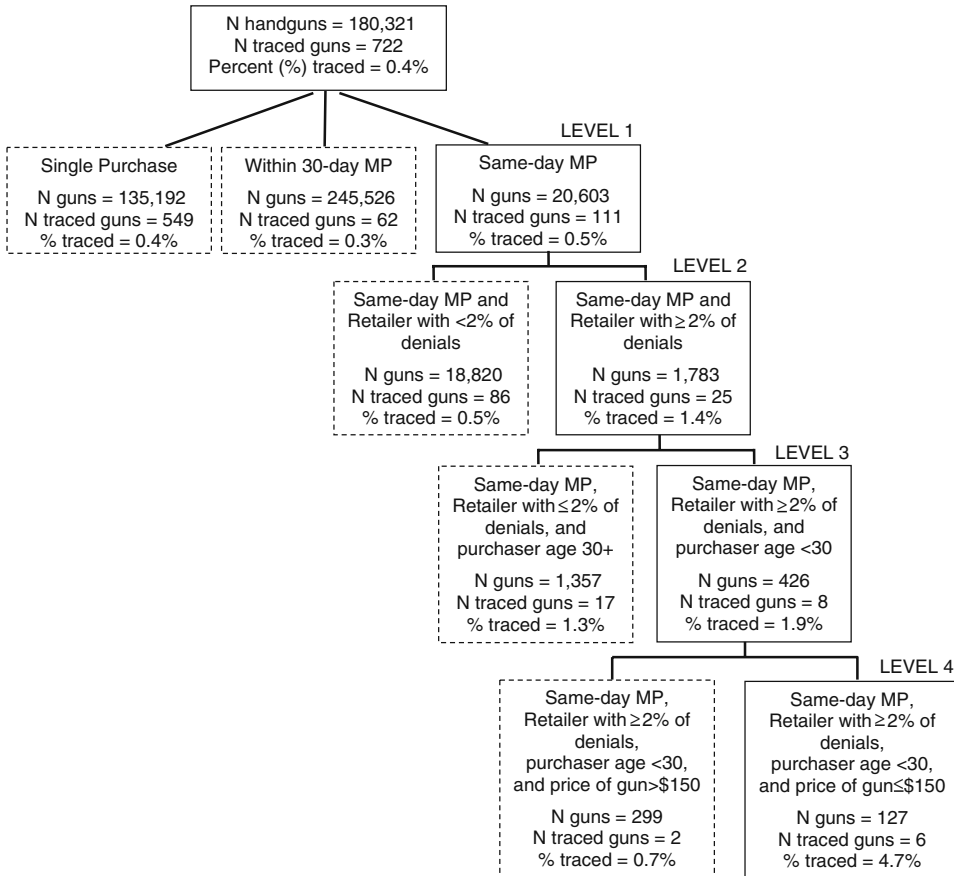 N handguns = 180,321
N traced guns = 722
Percent (%) traced = 0.4%
LEVEL 1
Single Purchase
N guns = 135,192
N traced guns = 549
% traced = 0.4%
Within 30-day MP
N guns = 245,526
N traced guns = 62
% traced = 0.3%
Same-day MP
N guns = 20,603
N traced guns = 111
% traced = 0.5%
LEVEL 2
Same-day MP and
Retailer with <2% of
denials
N guns = 18,820
N traced guns = 86
% traced = 0.5%
Same-day MP and
Retailer with ≥2% of
denials
N guns = 1,783
N traced guns = 25
% traced = 1.4%
LEVEL 3
Same-day MP,
Retailer with ≤2% of
denials, and
purchaser age 30+
N guns = 1,357
N traced guns = 17
% traced = 1.3%
Same-day MP,
Retailer with ≥2% of
denials, and
purchaser age <30
N guns = 426
N traced guns = 8
% traced = 1.9%
LEVEL 4
Same-day MP,
Retailer with ≥2% of
denials,
purchaser age <30,
and price of gun>$150
N guns = 299
N traced guns = 2
% traced = 0.7%
Same-day MP,
Retailer with ≥2% of
denials,
purchaser age <30,
and price of gun≤$150
N guns = 127
N traced guns = 6
% traced = 4.7%